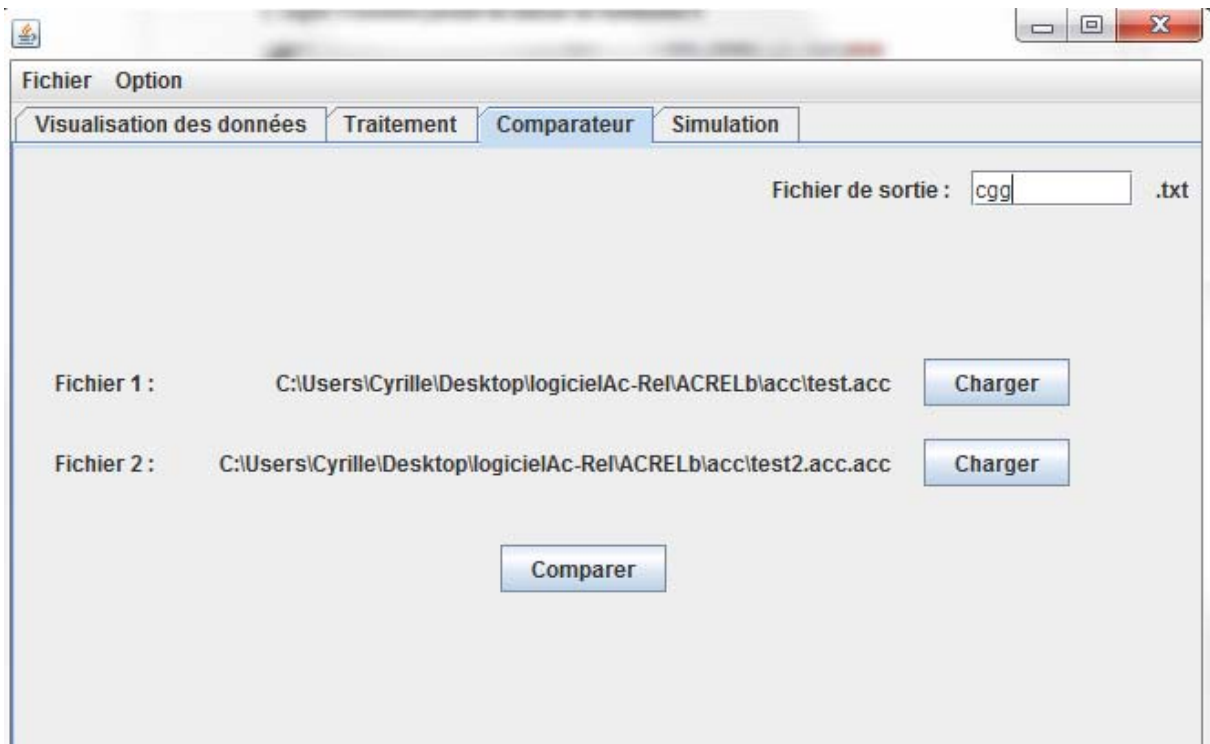 Fichier Option
Visualisation des données Traitement Comparateur Simulation
Fichier de sortie : cgg .txt
Fichier 1 : C:\Users\Cyrille\Desktop\logicielAc-Rel\ACRELb\acc\test.acc Charger
Fichier 2 : C:\Users\Cyrille\Desktop\logicielAc-Rel\ACRELb\acc\test2.acc.acc Charger
Comparer